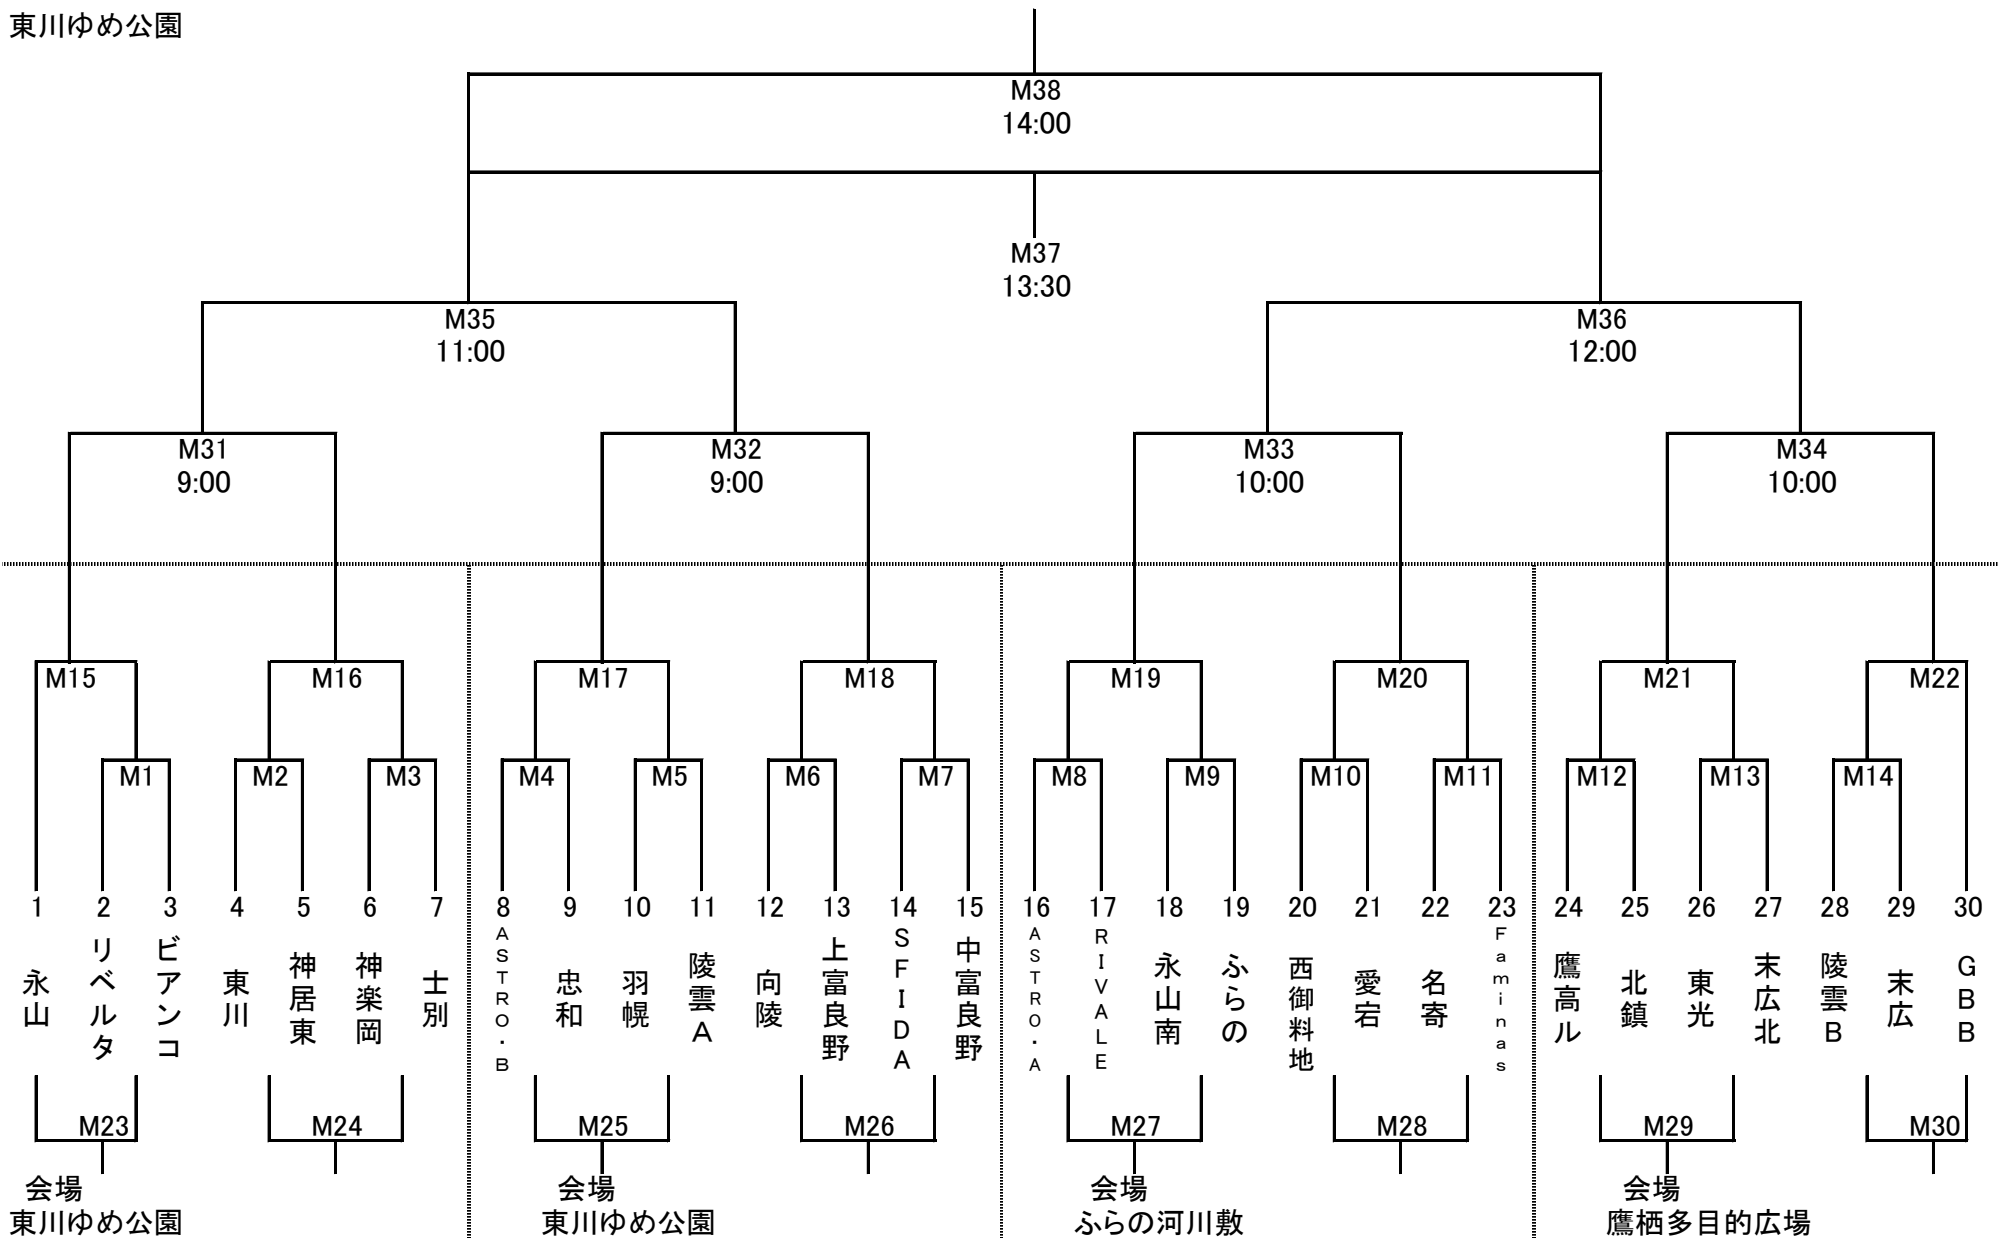 東川ゆめ公園
M38
14:00
M37
13:30
M35
11:00
M36
12:00
M31
9:00
M32
9:00
M33
10:00
M34
10:00
M15 M16 M17 M18 M19 M20 M21 M22
M1 M2 M3 M4 M5 M6 M7 M8 M9 M10 M11 M12 M13 M14
1 2 3 4 5 6 7 8 9 10 11 12 13 14 15 16 17 18 19 20 21 22 23 24 25 26 27 28 29 30
永山
リベルタ
ビアンコ
東川
神居東
神楽岡
士別
ASTRO・B
忠和
羽幌
陵雲A
向陵
上富良野
SFIDA
中富良野
ASTRO・A
RIVALE
永山南
ふらの
西御料地
愛宕
名寄
Faminas
鷹高ル
北鎮
東光
末広北
陵雲B
末広
GBB
M23 M24 M25 M26 M27 M28 M29 M30
会場
東川ゆめ公園
会場
東川ゆめ公園
会場
ふらの河川敷
会場
鷹栖多目的広場